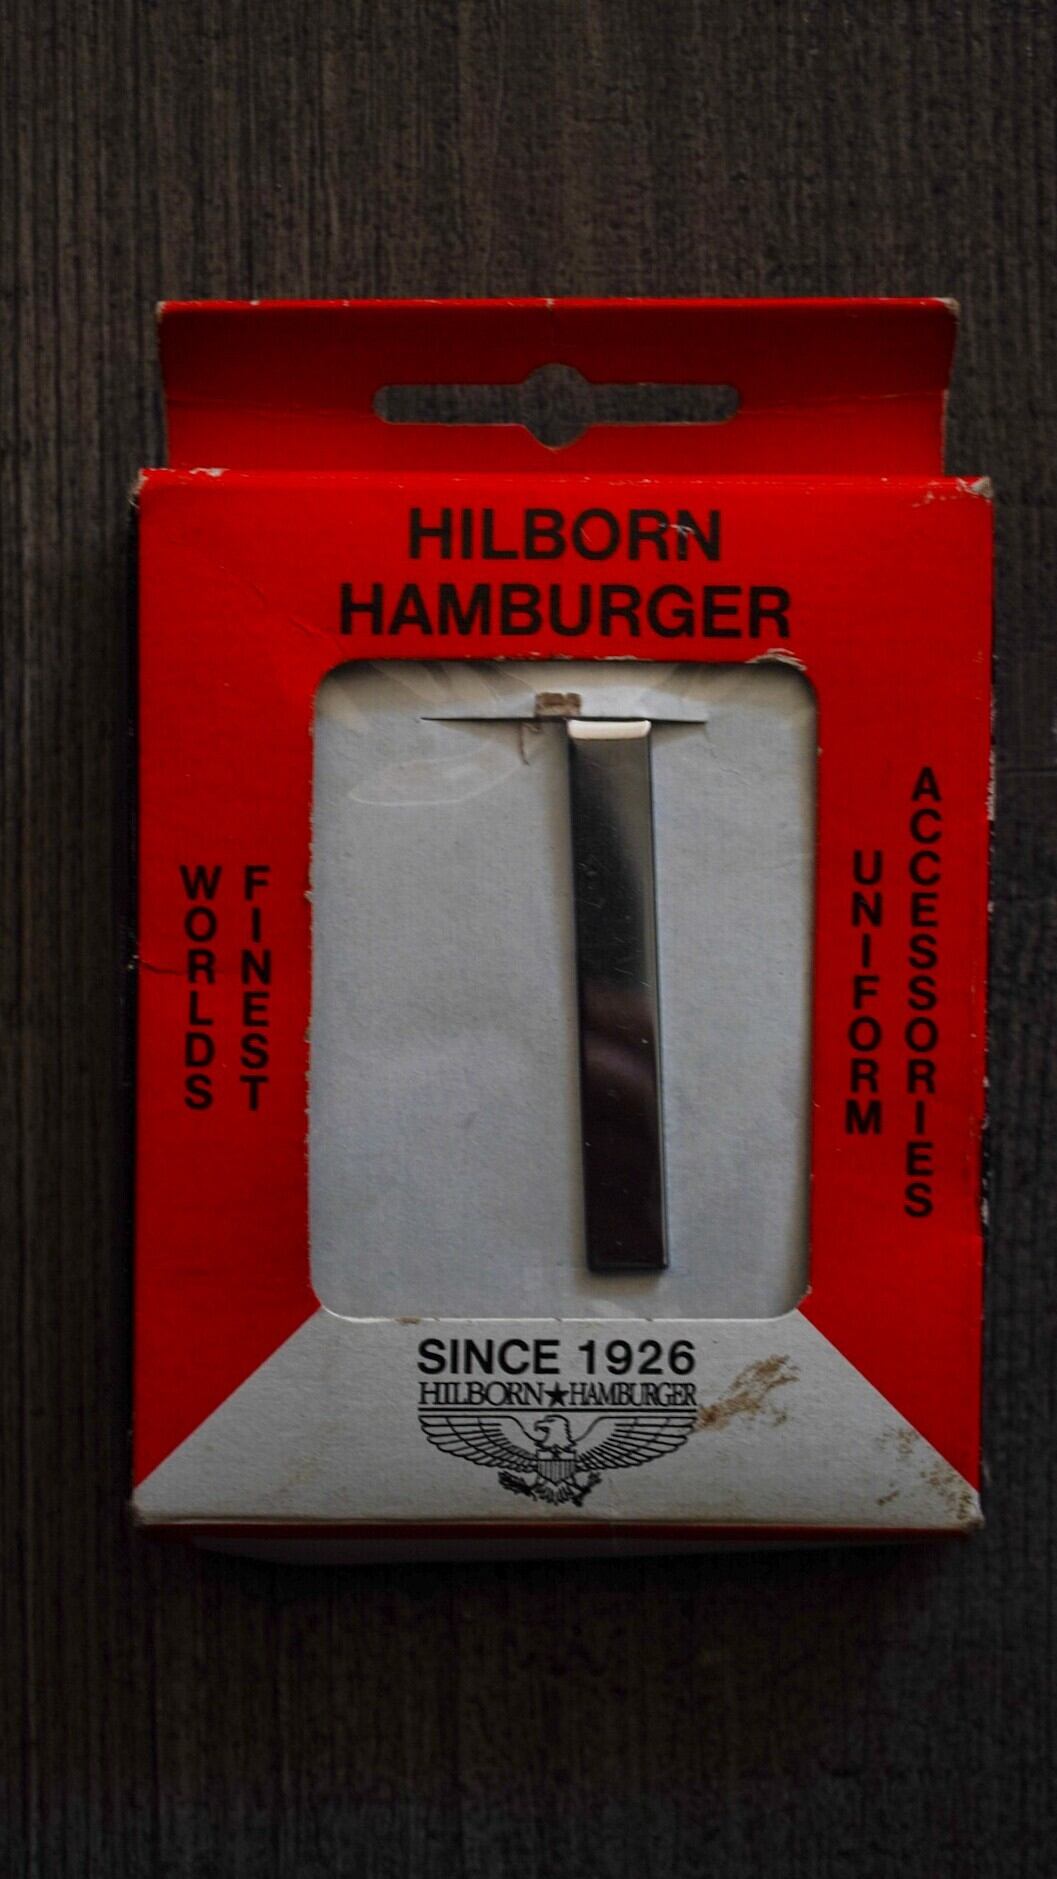 HILBORN
HAMBURGER
WORLDS
FINEST
UNIFORM
ACCESSORIES
SINCE 1926
HILBORN★HAMBURGER